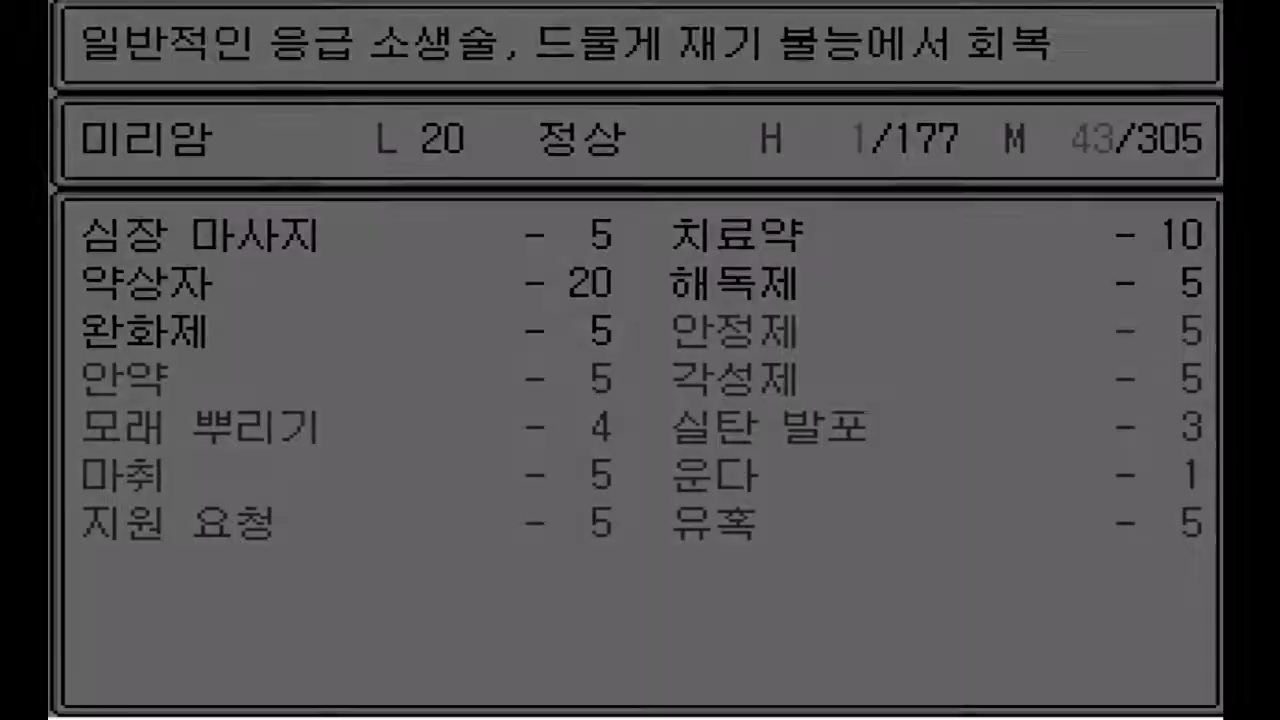 일반적인 응급 소생술, 드물게 재기 불능에서 회복
미리암 L 20 정상 H 1/177 M 43/305
심장 마사지 - 5 치료약 - 10
약상자 - 20 해독제 - 5
완화제 - 5 안정제 - 5
안약 - 5 각성제 - 5
모래 뿌리기 - 4 실탄 발포 - 3
마취 - 5 운다 - 1
지원 요청 - 5 유혹 - 5